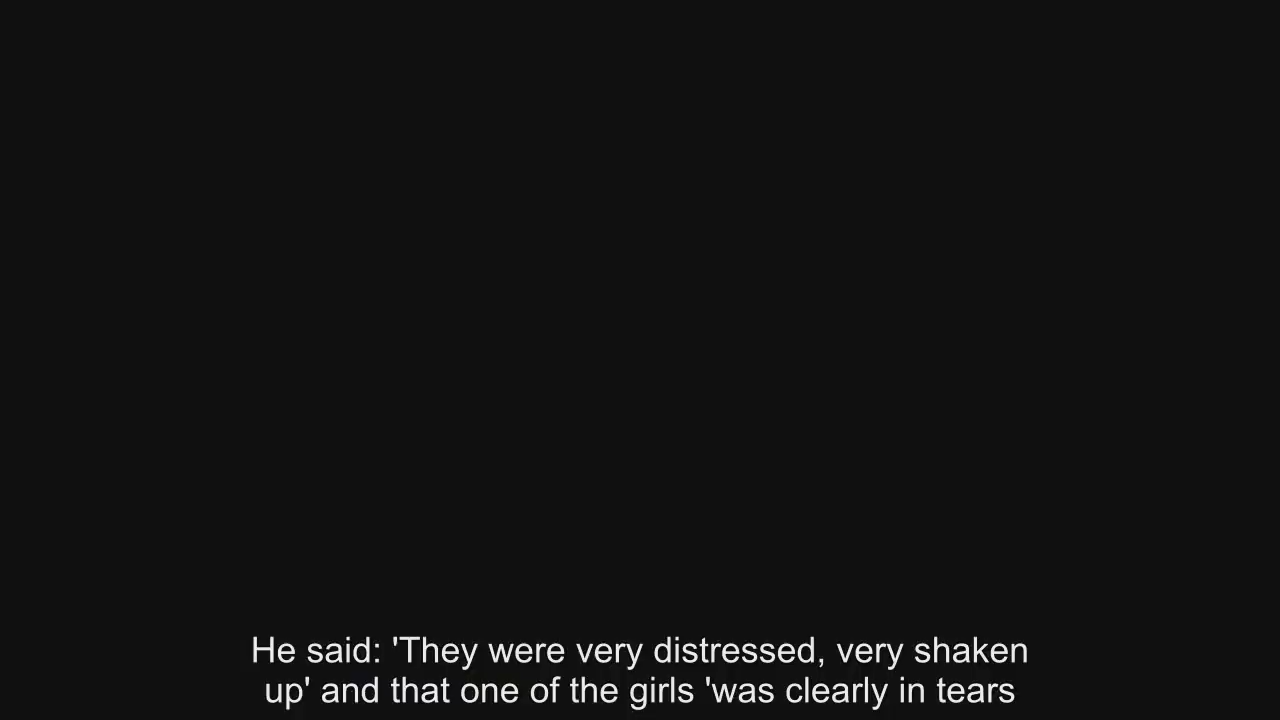 He said: 'They were very distressed, very shaken
up' and that one of the girls 'was clearly in tears